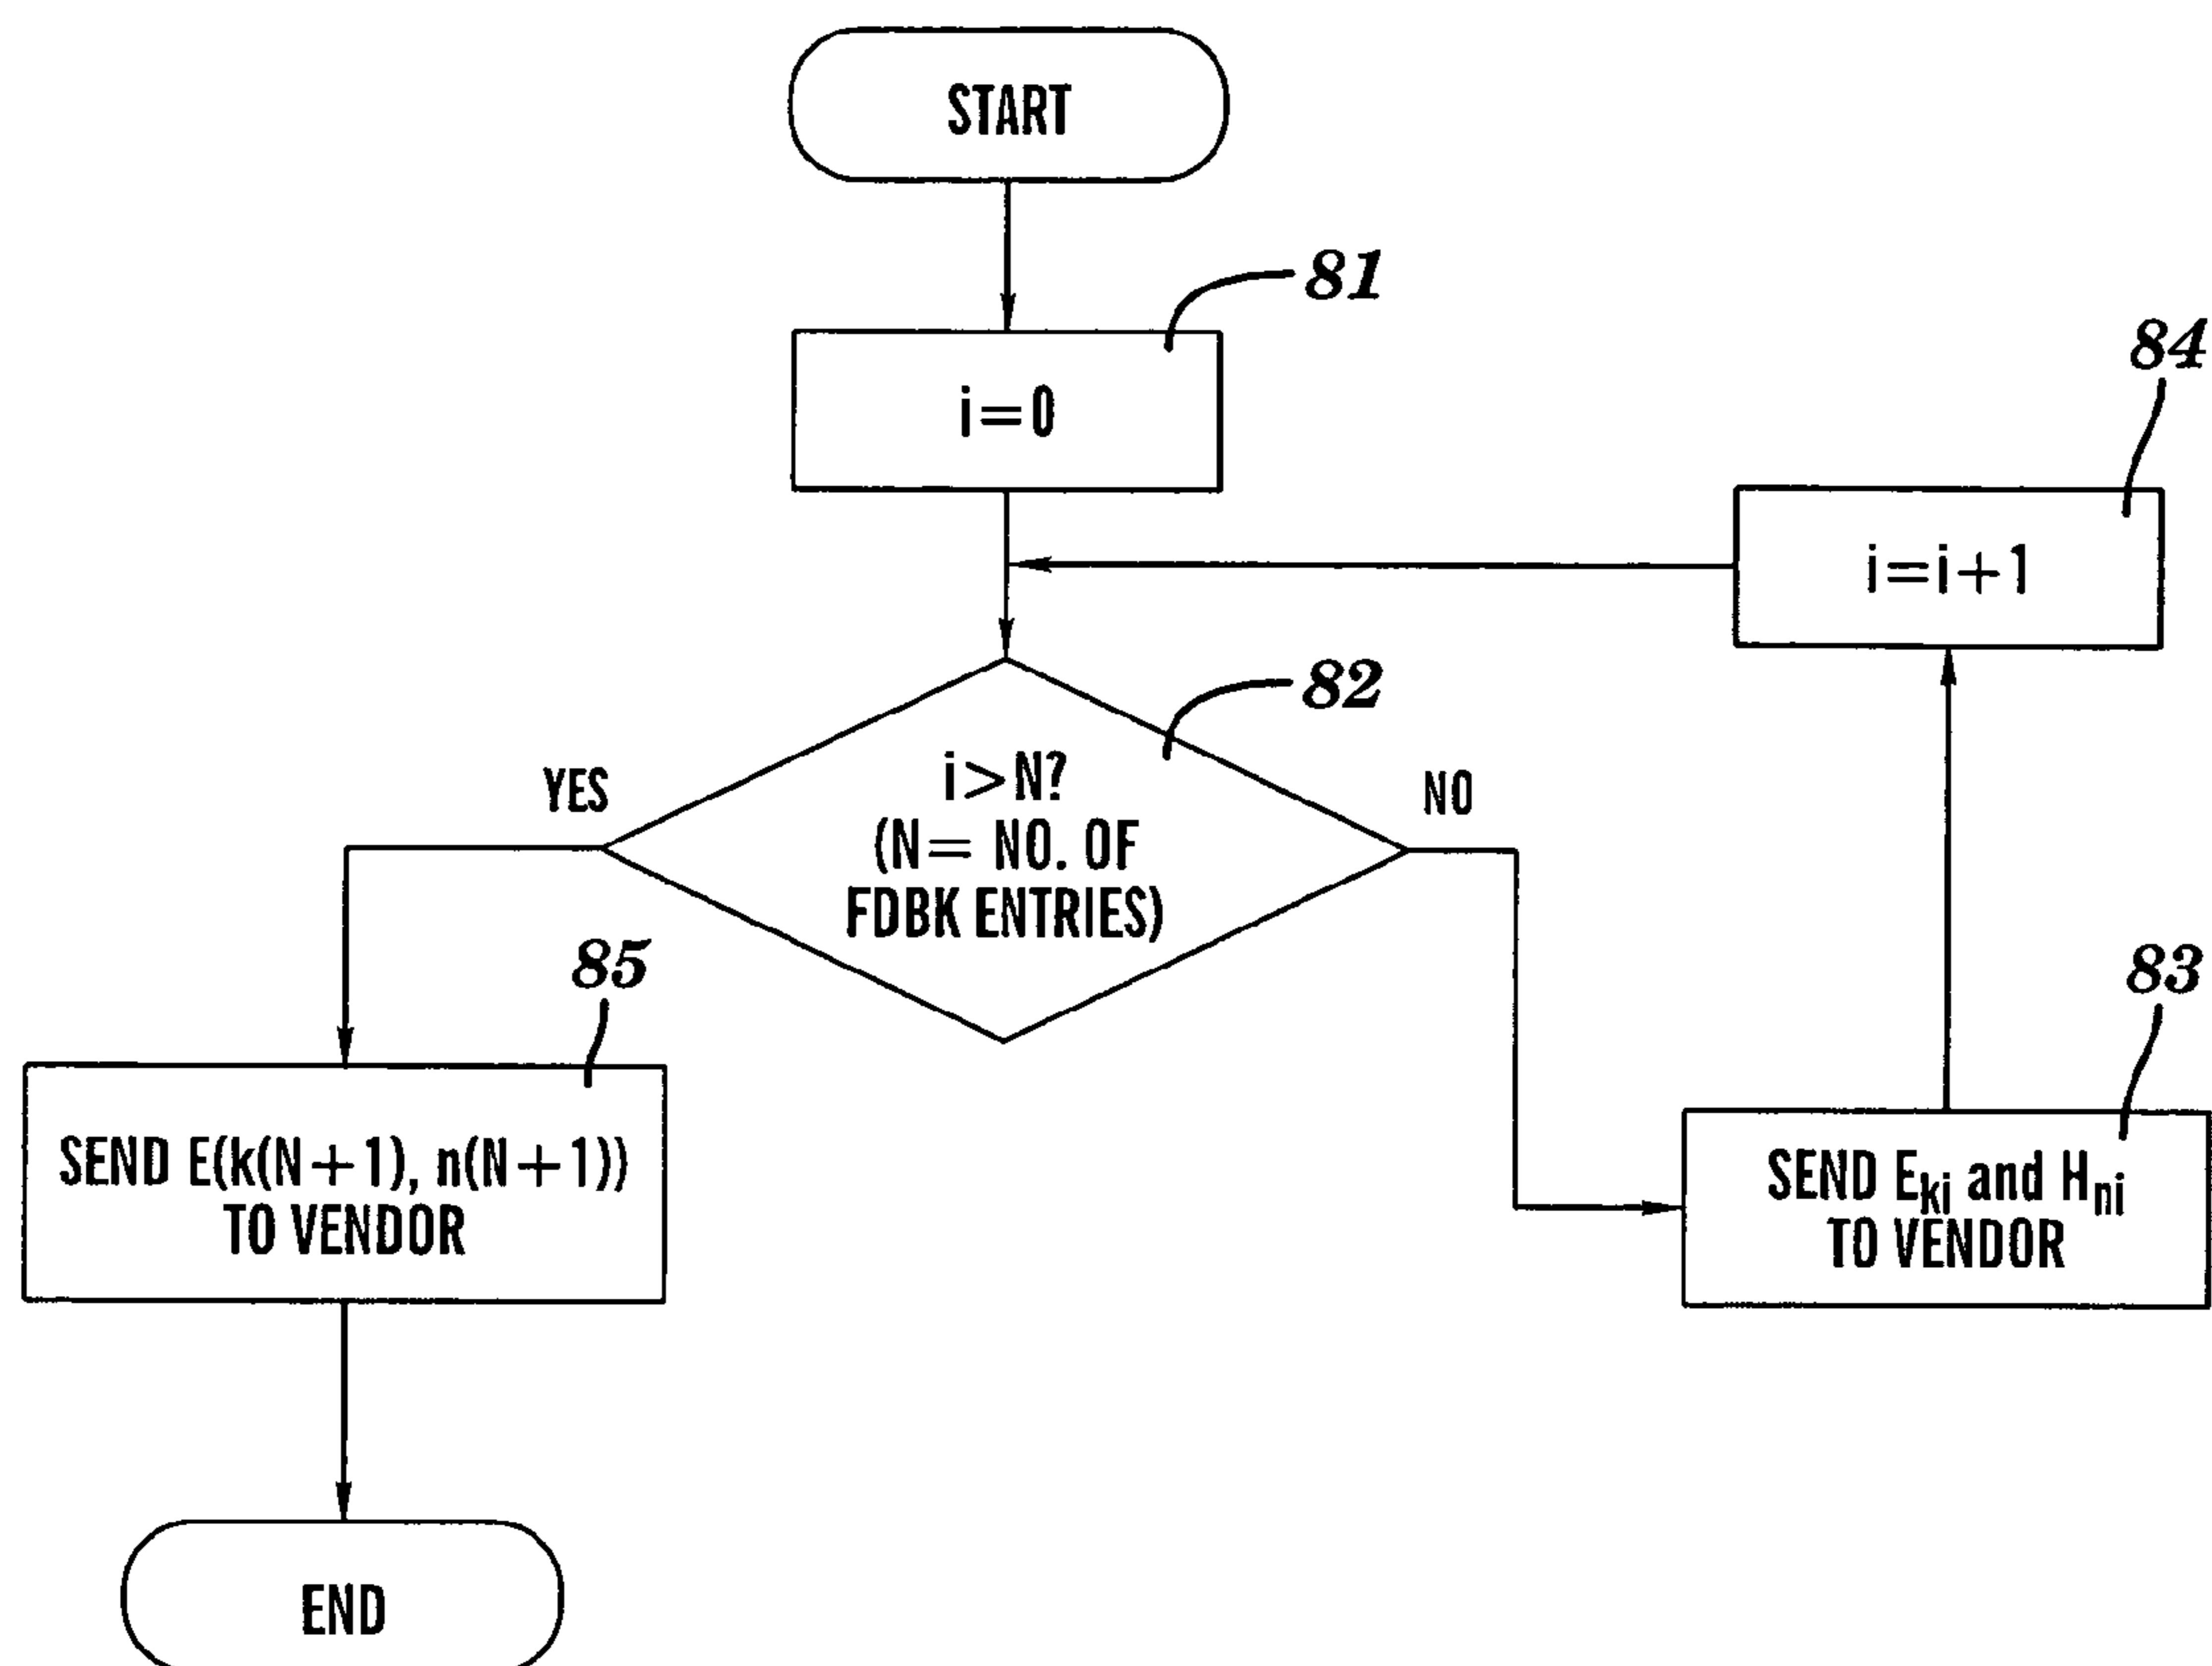 START
81
i=0
84
i=i+1
82
i>N?
(N= NO. OF
FDBK ENTRIES)
YES
NO
85
SEND E(k(N+1), n(N+1))
TO VENDOR
83
SEND Eki and Hni
TO VENDOR
END